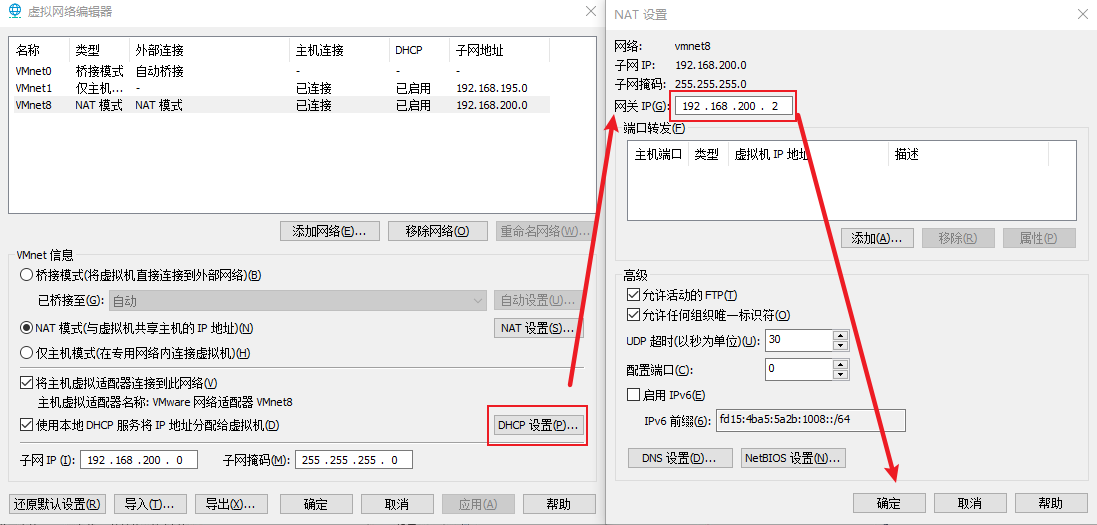 虚拟网络编辑器
名称 类型 外部连接 主机连接 DHCP 子网地址
VMnet0 桥接模式 自动桥接 - - -
VMnet1 仅主机... - 已连接 已启用 192.168.195.0
VMnet8 NAT 模式 NAT 模式 已连接 已启用 192.168.200.0
添加网络(E)... 移除网络(O) 重命名网络(W)...
VMnet 信息
桥接模式(将虚拟机直接连接到外部网络)(B)
已桥接至(G): 自动 自动设置(U)...
NAT 模式(与虚拟机共享主机的 IP 地址)(N) NAT 设置(S)...
仅主机模式(在专用网络内连接虚拟机)(H)
将主机虚拟适配器连接到此网络(V)
主机虚拟适配器名称: VMware 网络适配器 VMnet8
使用本地 DHCP 服务将 IP 地址分配给虚拟机(D) DHCP 设置(P)...
子网 IP (I): 192 .168 .200 . 0 子网掩码(M): 255 .255 .255 . 0
还原默认设置(R) 导入(T)... 导出(X)... 确定 取消 应用(A) 帮助
NAT 设置
网络: vmnet8
子网 IP: 192.168.200.0
子网掩码: 255.255.255.0
网关 IP(G): 192 .168 .200 . 2
端口转发(F)
主机端口 类型 虚拟机 IP 地址 描述
添加(A)... 移除(R) 属性(P)
高级
允许活动的 FTP(T)
允许任何组织唯一标识符(O)
UDP 超时(以秒为单位)(U): 30
配置端口(C): 0
启用 IPv6(E)
IPv6 前缀(6): fd15:4ba5:5a2b:1008::/64
DNS 设置(D)... NetBIOS 设置(N)...
确定 取消 帮助